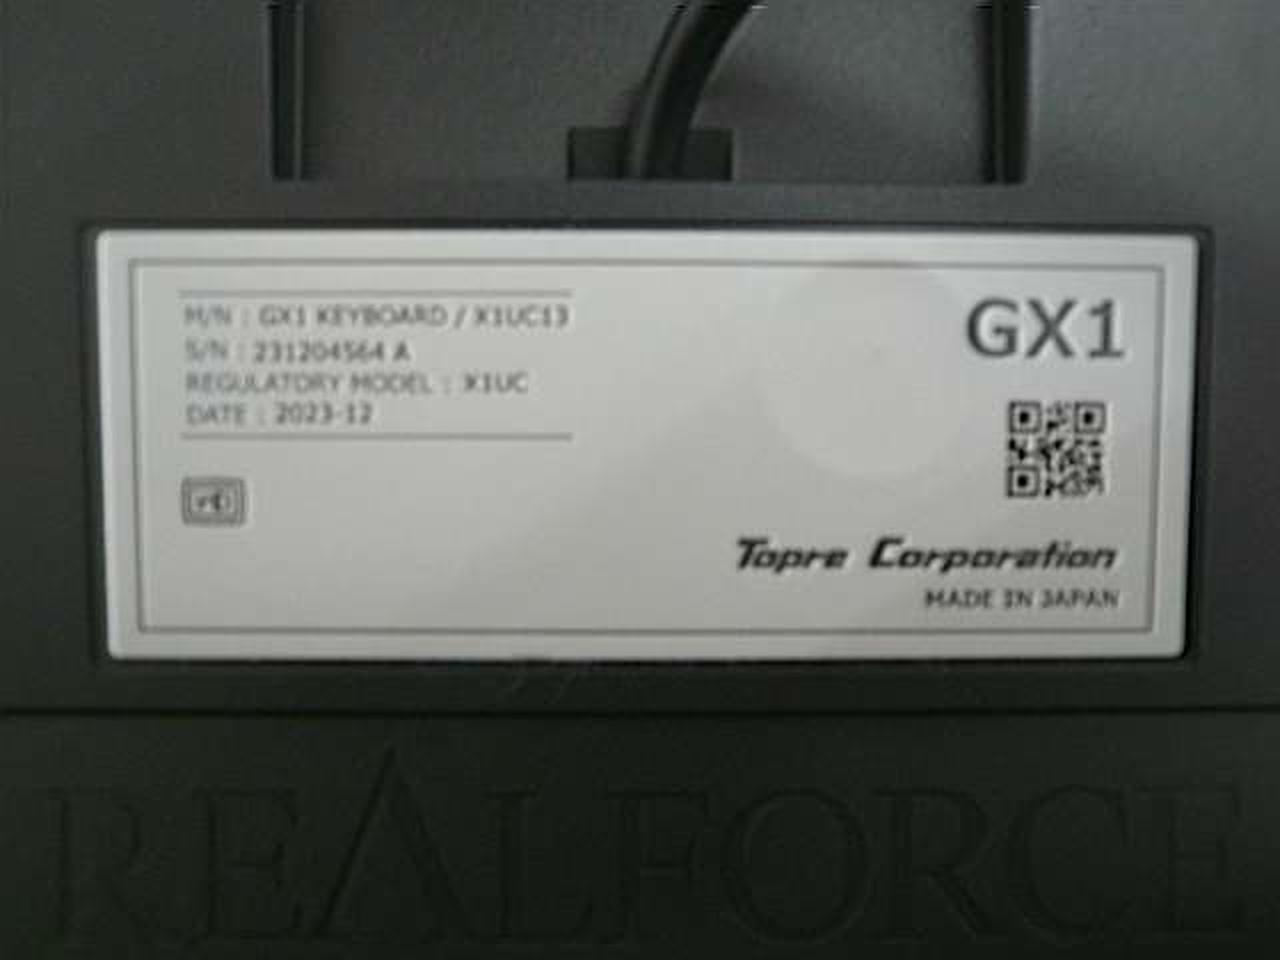 M/N : GX1 KEYBOARD / X1UC13
S/N : 231204564 A
REGULATORY MODEL : X1UC
DATE : 2023-12
GX1
Topre Corporation
MADE IN JAPAN
REALFORCE